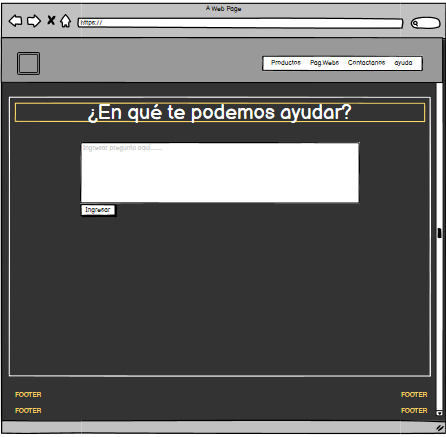 A Web Page
https://
Productos Pag.Webs Contactanos ayuda
¿En qué te podemos ayudar?
Ingresar pregunta aqui......
Ingresar
FOOTER FOOTER
FOOTER FOOTER